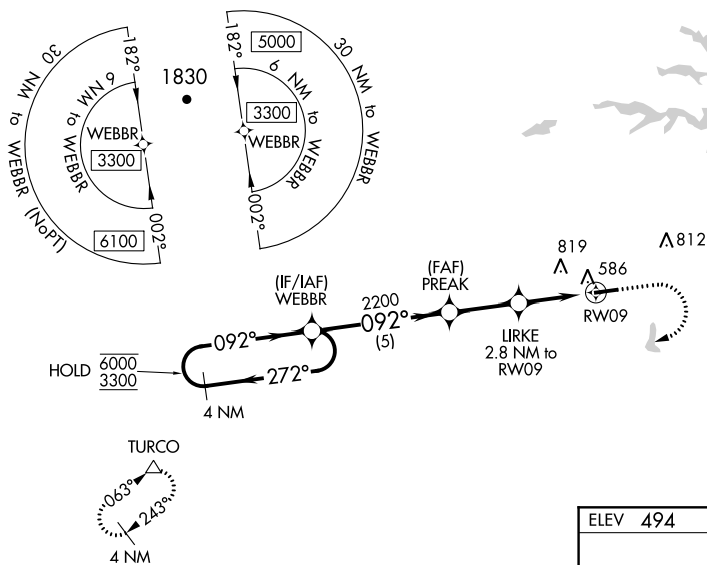 30 NM to WEBBR (NoPT)
6 NM to WEBBR
182°
WEBBR
3300
6100
002°
1830
182°
5000
30 NM to WEBBR
6 NM to WEBBR
3300
WEBBR
002°
819
812
586
RW09
(IF/IAF)
WEBBR
2200
092°
(5)
(FAF)
PREAK
LIRKE
2.8 NM to
RW09
HOLD
6000
3300
092°
272°
4 NM
TURCO
063°
243°
4 NM
ELEV 494